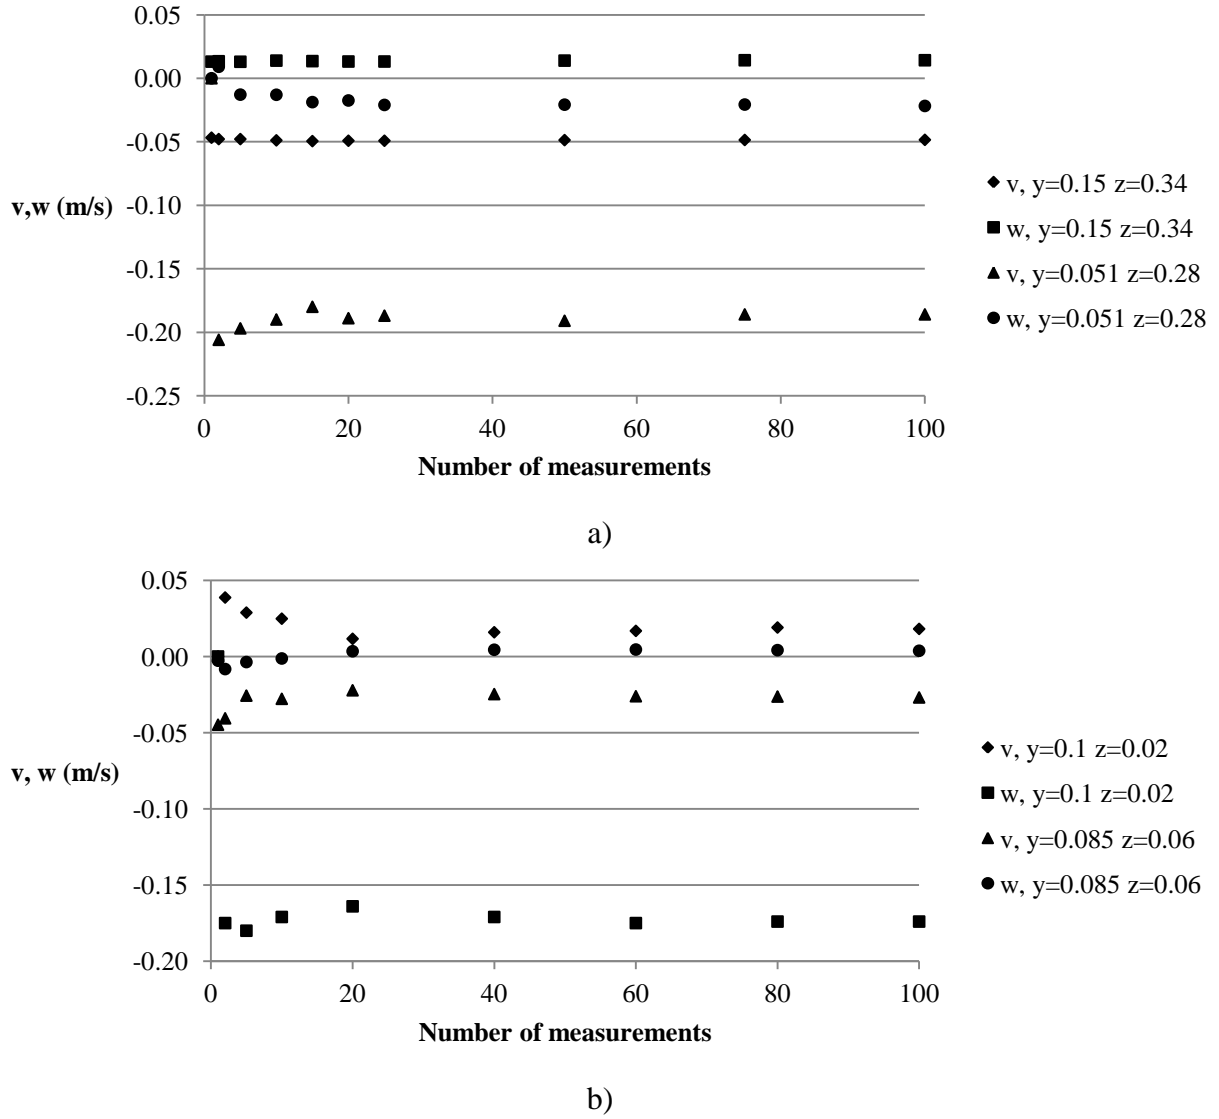 0.05
0.00
-0.05
-0.10
-0.15
-0.20
-0.25
v,w (m/s)
0 20 40 60 80 100
Number of measurements
v, y=0.15 z=0.34
w, y=0.15 z=0.34
v, y=0.051 z=0.28
w, y=0.051 z=0.28
a)
0.05
0.00
-0.05
-0.10
-0.15
-0.20
v, w (m/s)
0 20 40 60 80 100
Number of measurements
v, y=0.1 z=0.02
w, y=0.1 z=0.02
v, y=0.085 z=0.06
w, y=0.085 z=0.06
b)